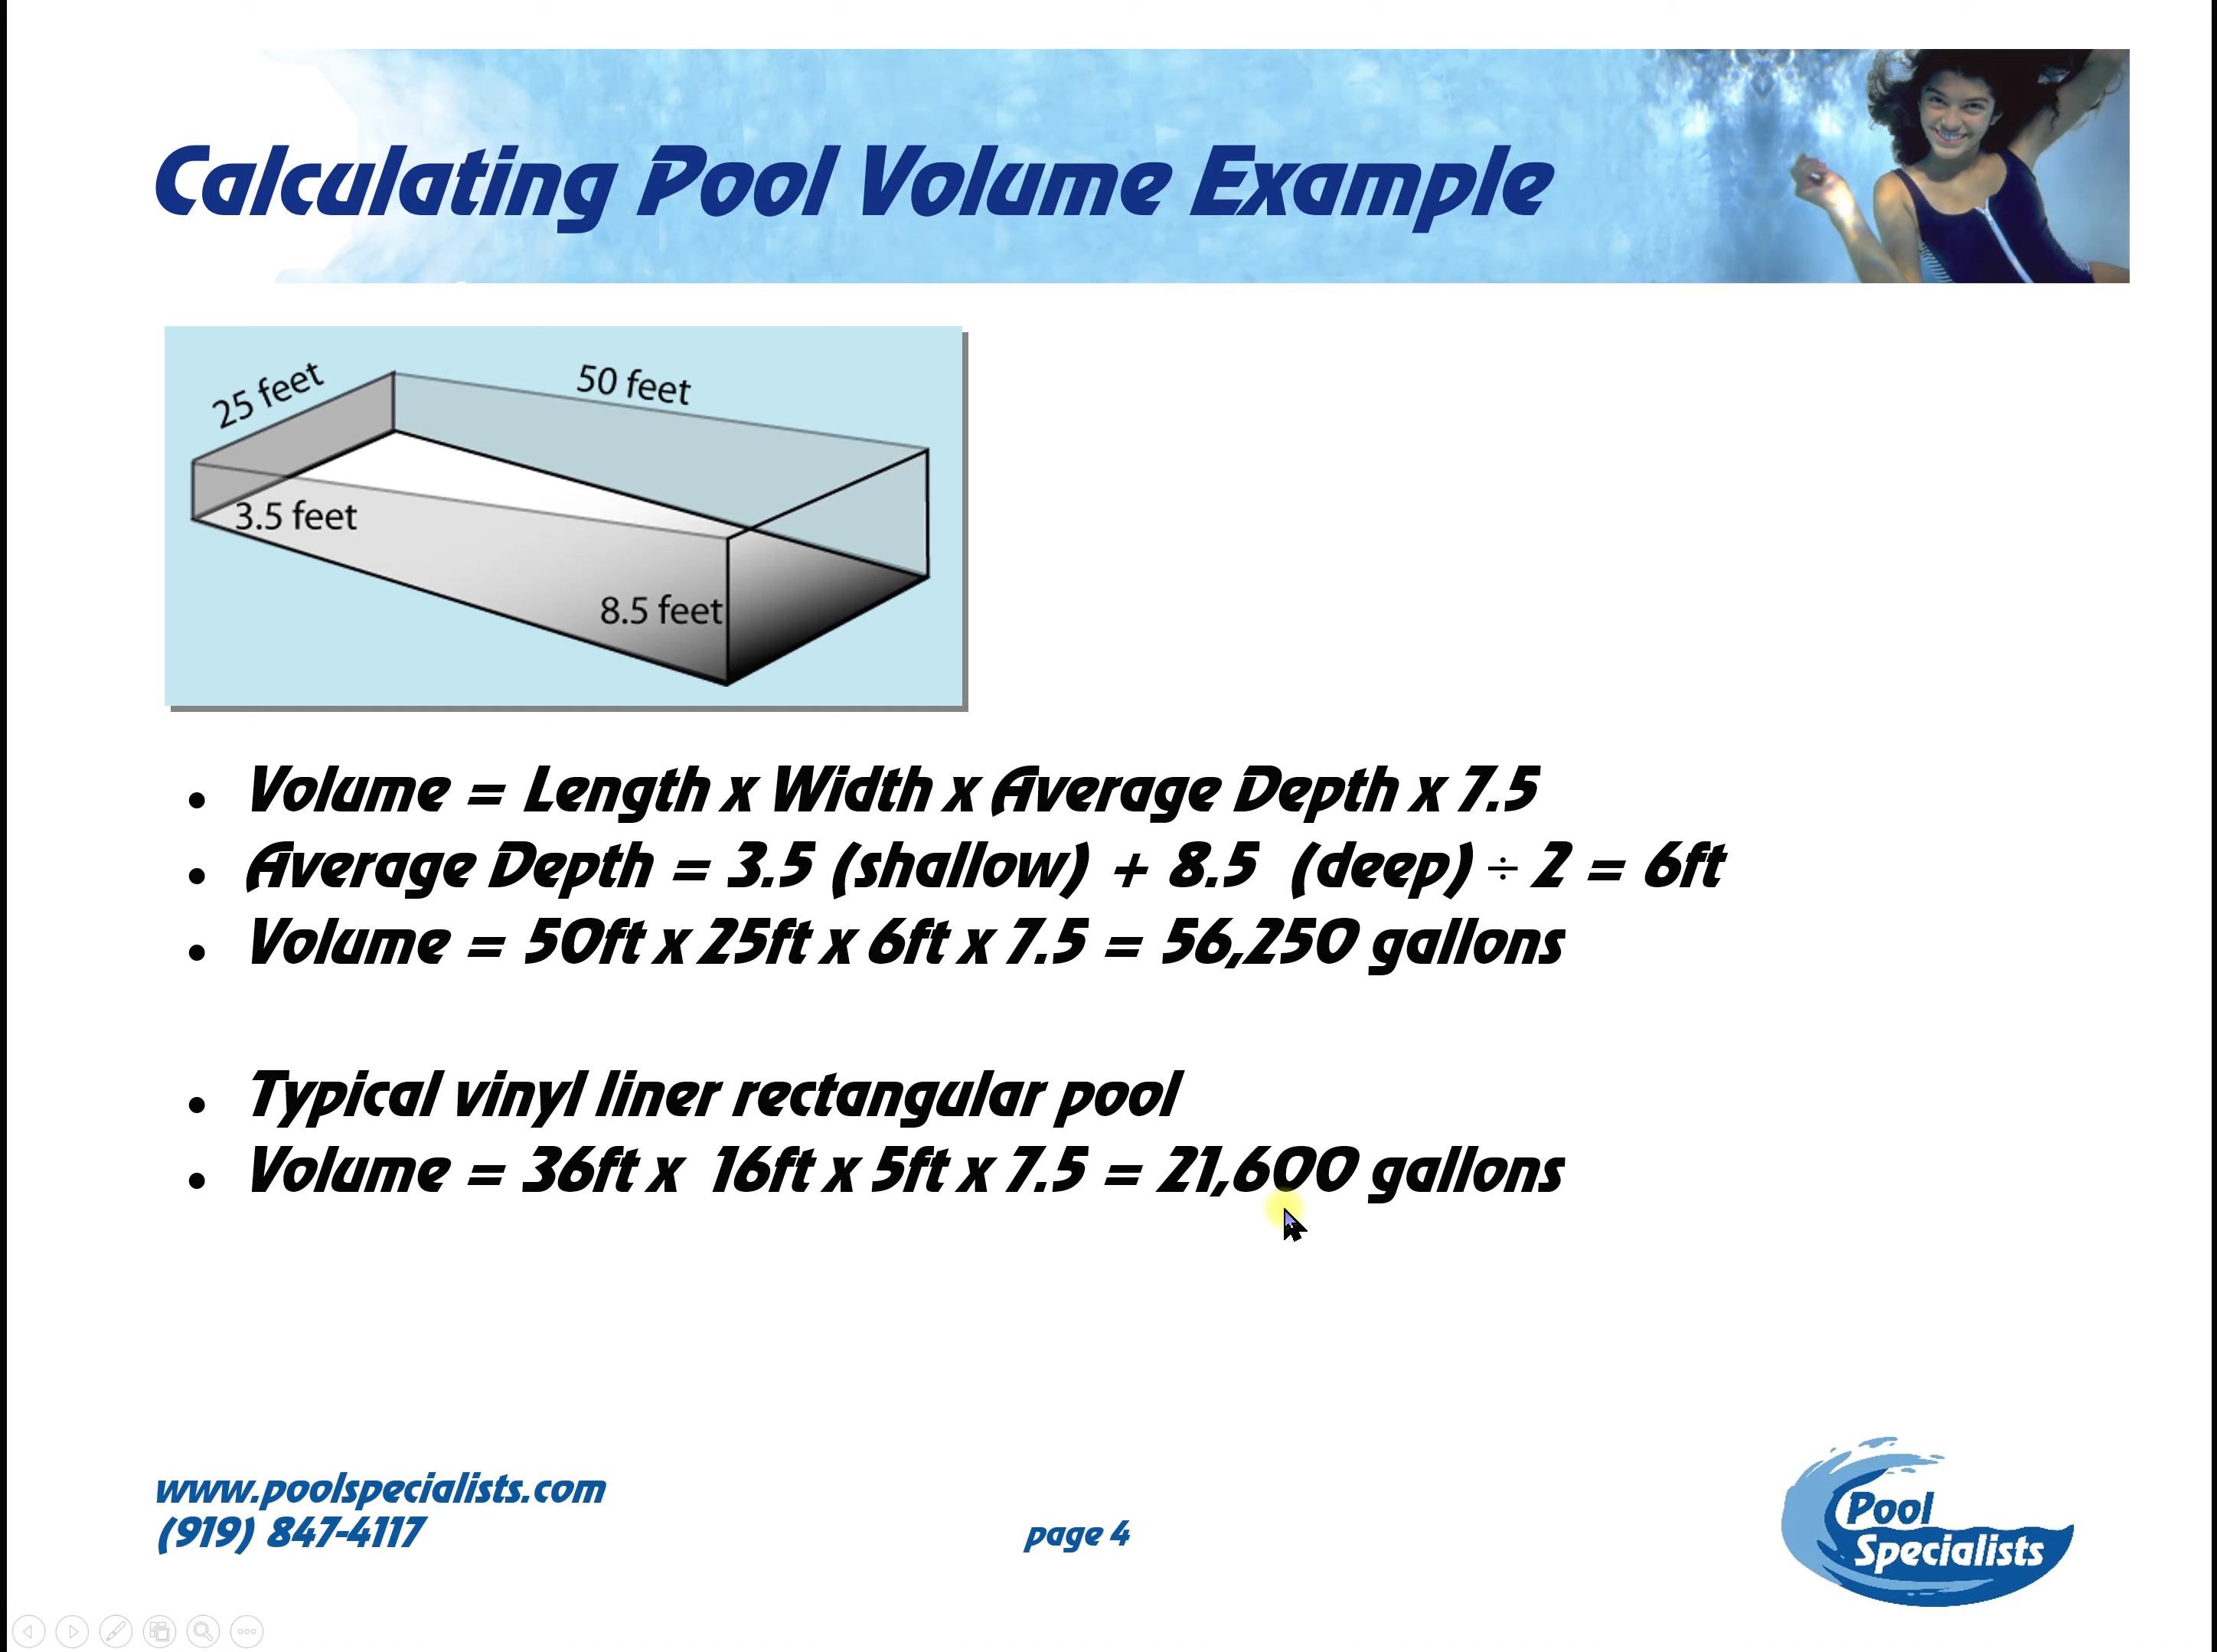 Calculating Pool Volume Example
25 feet
50 feet
3.5 feet
8.5 feet
• Volume = Length x Width x Average Depth x 7.5
• Average Depth = 3.5 (shallow) + 8.5 (deep) ÷ 2 = 6ft
• Volume = 50ft x 25ft x 6ft x 7.5 = 56,250 gallons
• Typical vinyl liner rectangular pool
• Volume = 36ft x 16ft x 5ft x 7.5 = 21,600 gallons
www.poolspecialists.com
(919) 847-4117
page 4
Pool
Specialists